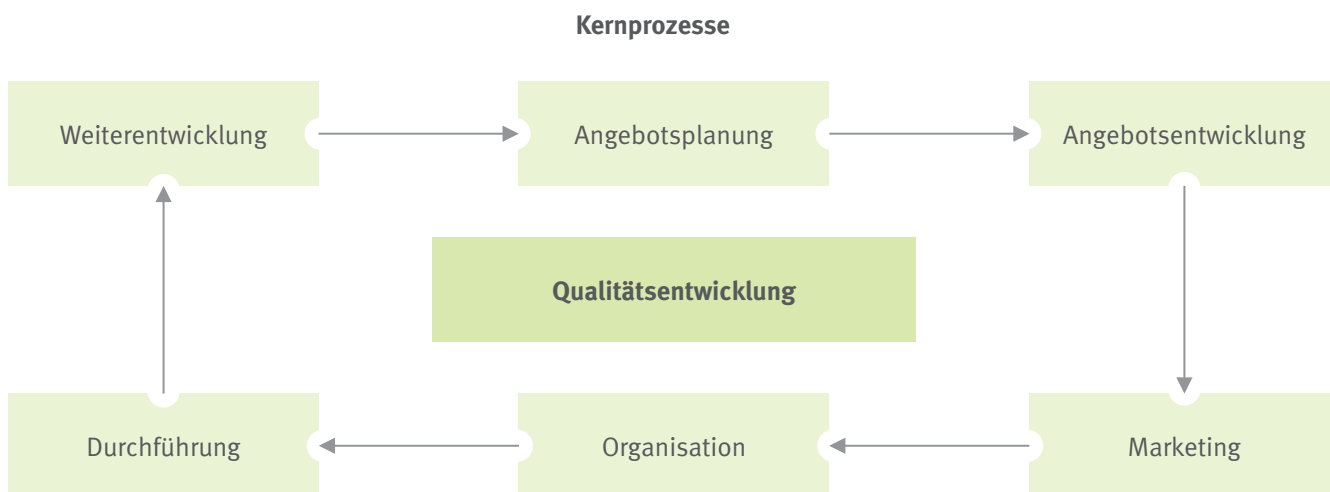 Kernprozesse
Weiterentwicklung
Angebotsplanung
Angebotsentwicklung
Qualitätsentwicklung
Durchführung
Organisation
Marketing